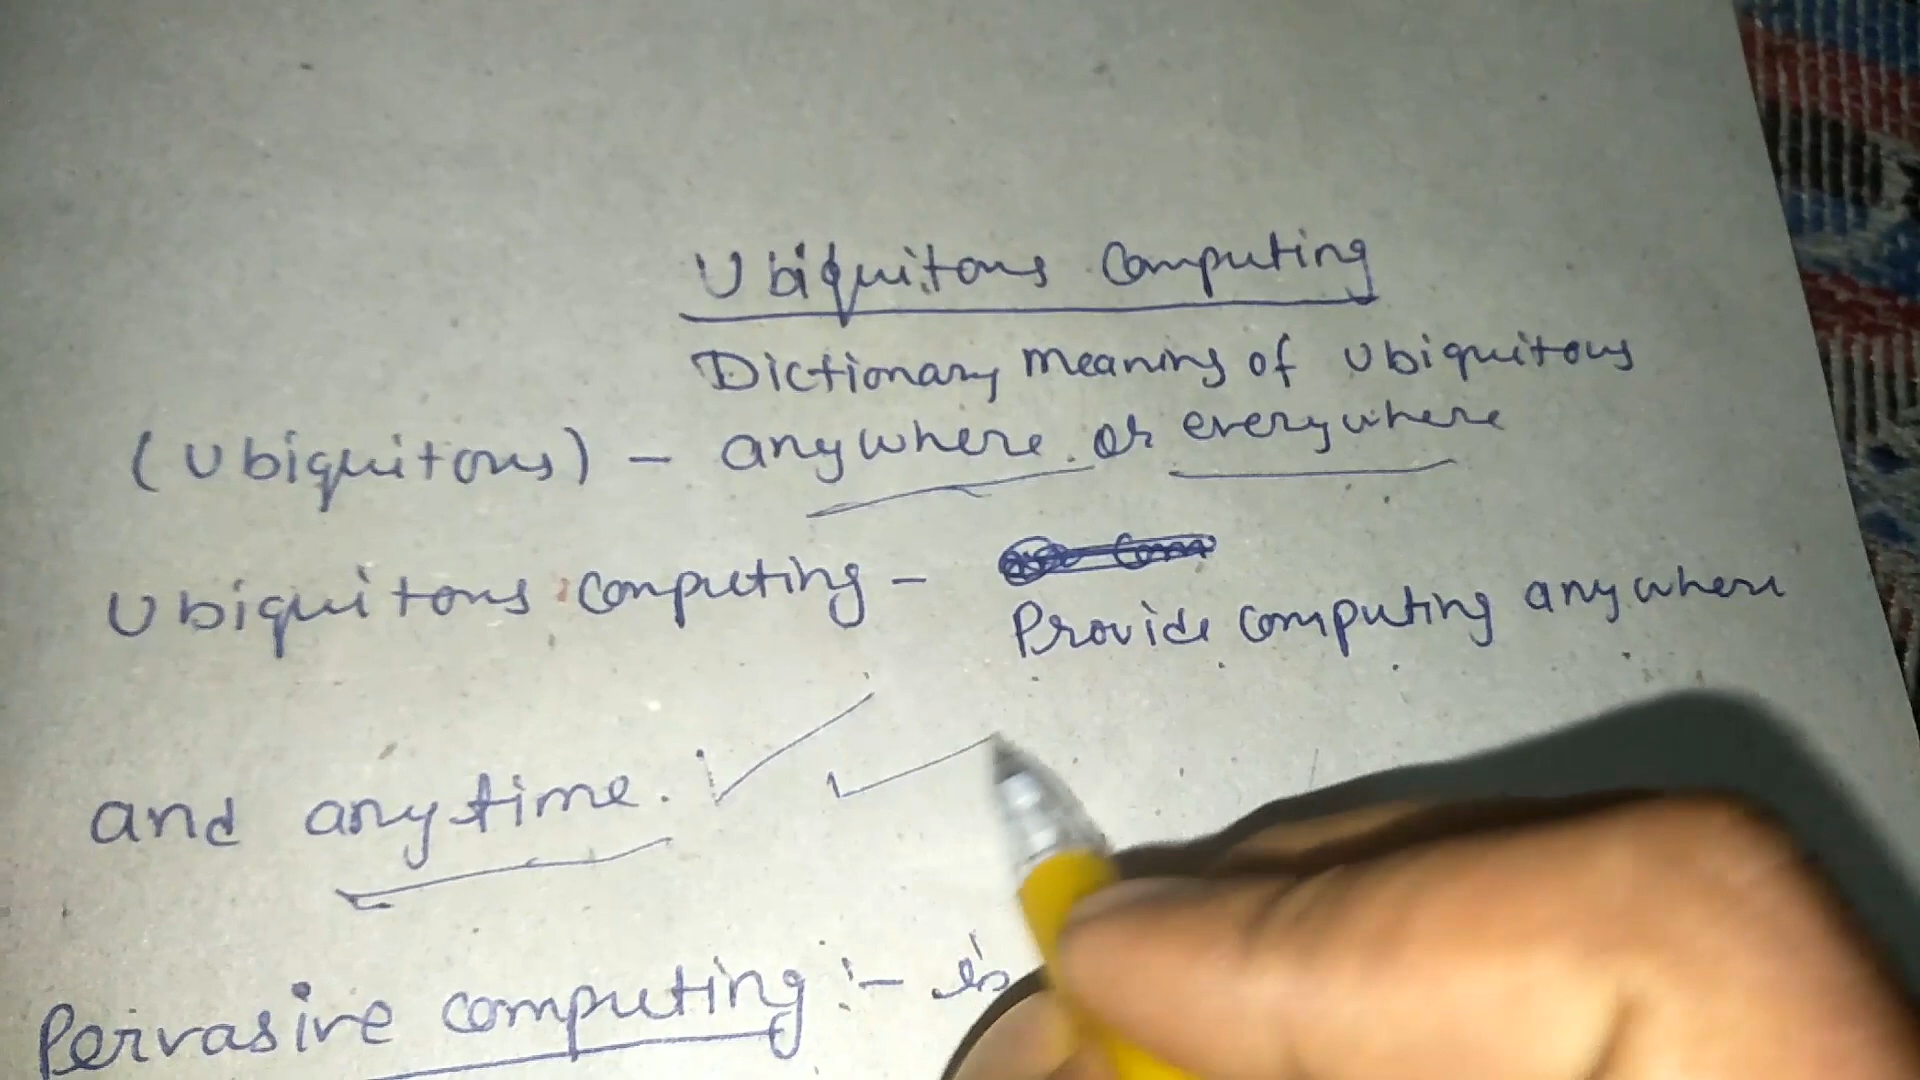 Ubiquitous Computing
Dictionary meaning of Ubiquitous
(Ubiquitous) - anywhere or everywhere
Ubiquitous computing -
Provide computing anywhere
and anytime.
Pervasive computing :- is